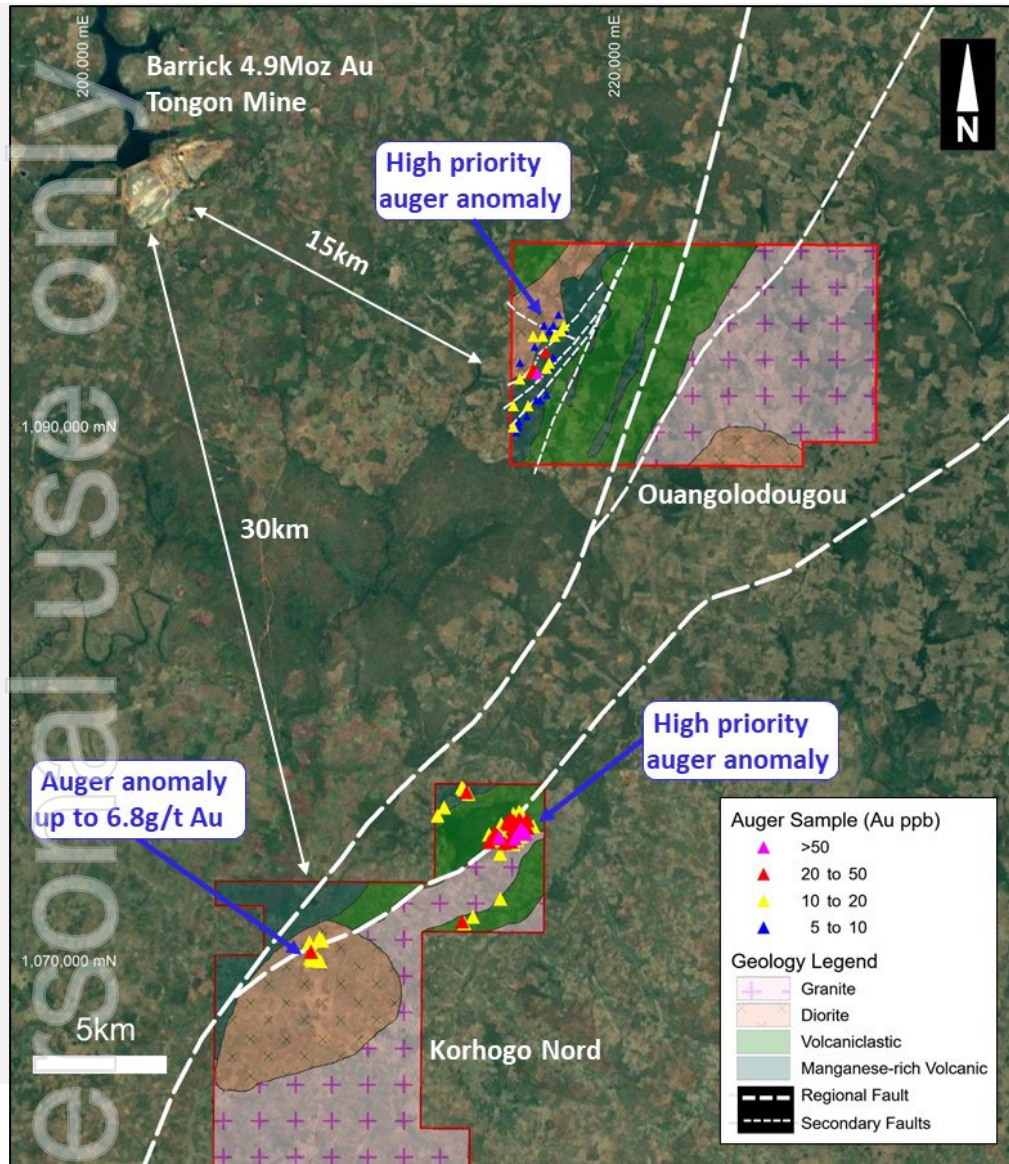 200,000 mE
220,000 mE
Barrick 4.9Moz Au
Tongon Mine
N
High priority
auger anomaly
15km
1,090,000 mN
Ouangolodougou
30km
High priority
auger anomaly
Auger anomaly
up to 6.8g/t Au
1,070,000 mN
5km
Korhogo Nord
Auger Sample (Au ppb)
>50
20 to 50
10 to 20
5 to 10
Geology Legend
Granite
Diorite
Volcaniclastic
Manganese-rich Volcanic
Regional Fault
Secondary Faults
ersonal use only